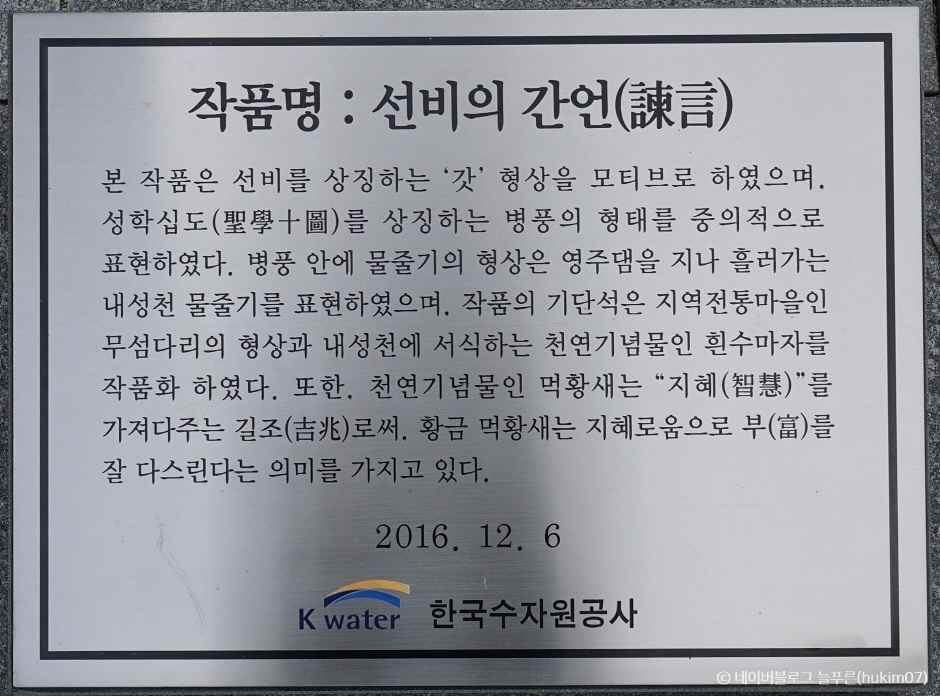 작품명 : 선비의 간언(諫言)
본 작품은 선비를 상징하는 ‘갓’ 형상을 모티브로 하였으며.
성학십도(聖學十圖)를 상징하는 병풍의 형태를 중의적으로
표현하였다. 병풍 안에 물줄기의 형상은 영주댐을 지나 흘러가는
내성천 물줄기를 표현하였으며. 작품의 기단석은 지역전통마을인
무섬다리의 형상과 내성천에 서식하는 천연기념물인 흰수마자를
작품화 하였다. 또한. 천연기념물인 먹황새는 “지혜(智慧)”를
가져다주는 길조(吉兆)로써. 황금 먹황새는 지혜로움으로 부(富)를
잘 다스린다는 의미를 가지고 있다.
2016. 12. 6
K water 한국수자원공사
© 네이버블로그 늘푸른(hukim07)